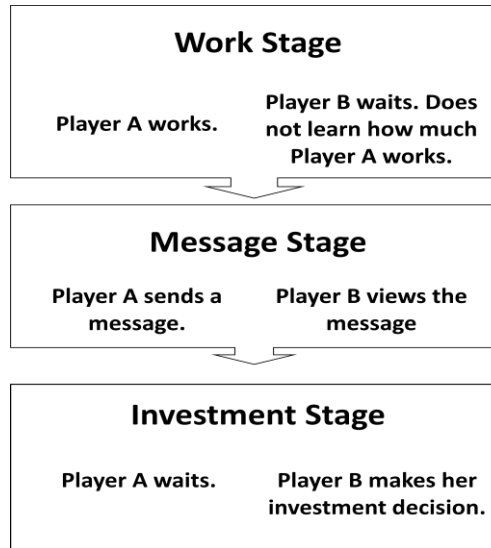 Work Stage
Player A works.
Player B waits. Does
not learn how much
Player A works.
Message Stage
Player A sends a
message.
Player B views the
message
Investment Stage
Player A waits.
Player B makes her
investment decision.